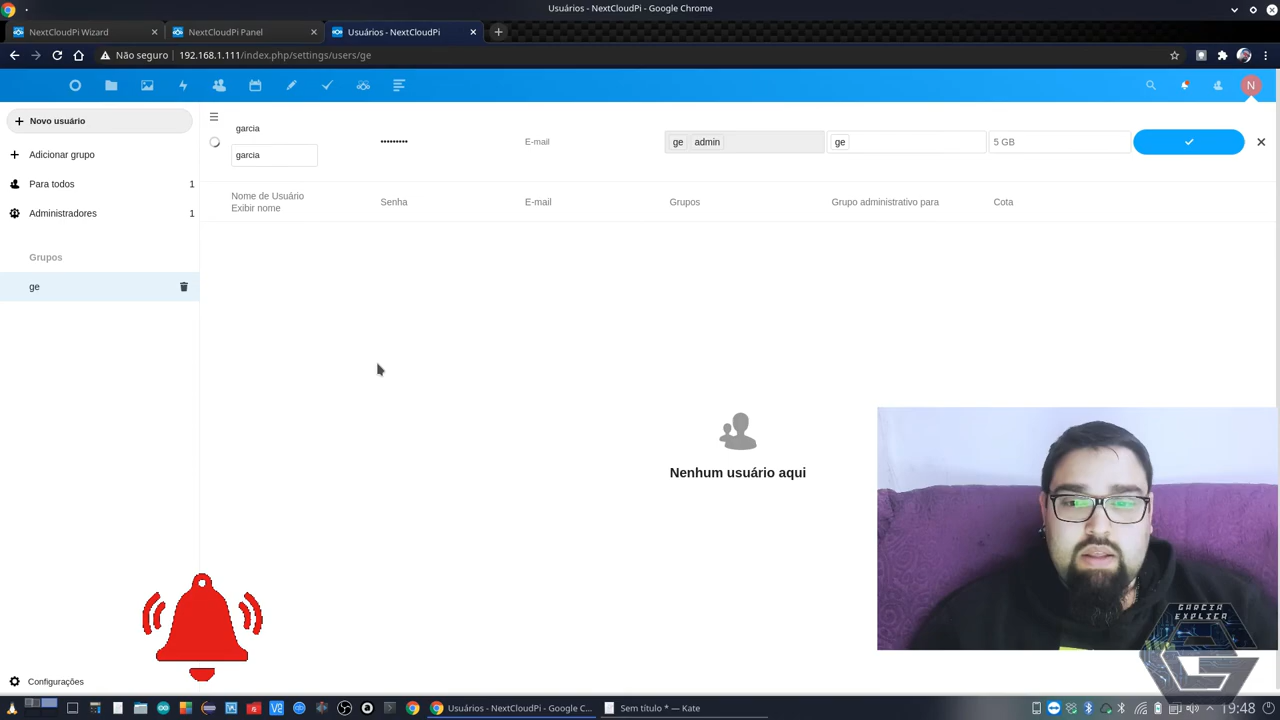 Usuários - NextCloudPi - Google Chrome
NextCloudPi Wizard
NextCloudPi Panel
Usuários - NextCloudPi
Não seguro
192.168.1.111/index.php/settings/users/ge
N
Novo usuário
Adicionar grupo
Para todos 1
Administradores 1
Grupos
ge
Configurações
garcia
garcia
•••••••••
E-mail
ge admin
ge
5 GB
Nome de Usuário
Exibir nome
Senha
E-mail
Grupos
Grupo administrativo para
Cota
Nenhum usuário aqui
GARCIA
EXPLICA
Usuários - NextCloudPi - Google C...
Sem título * — Kate
19:48